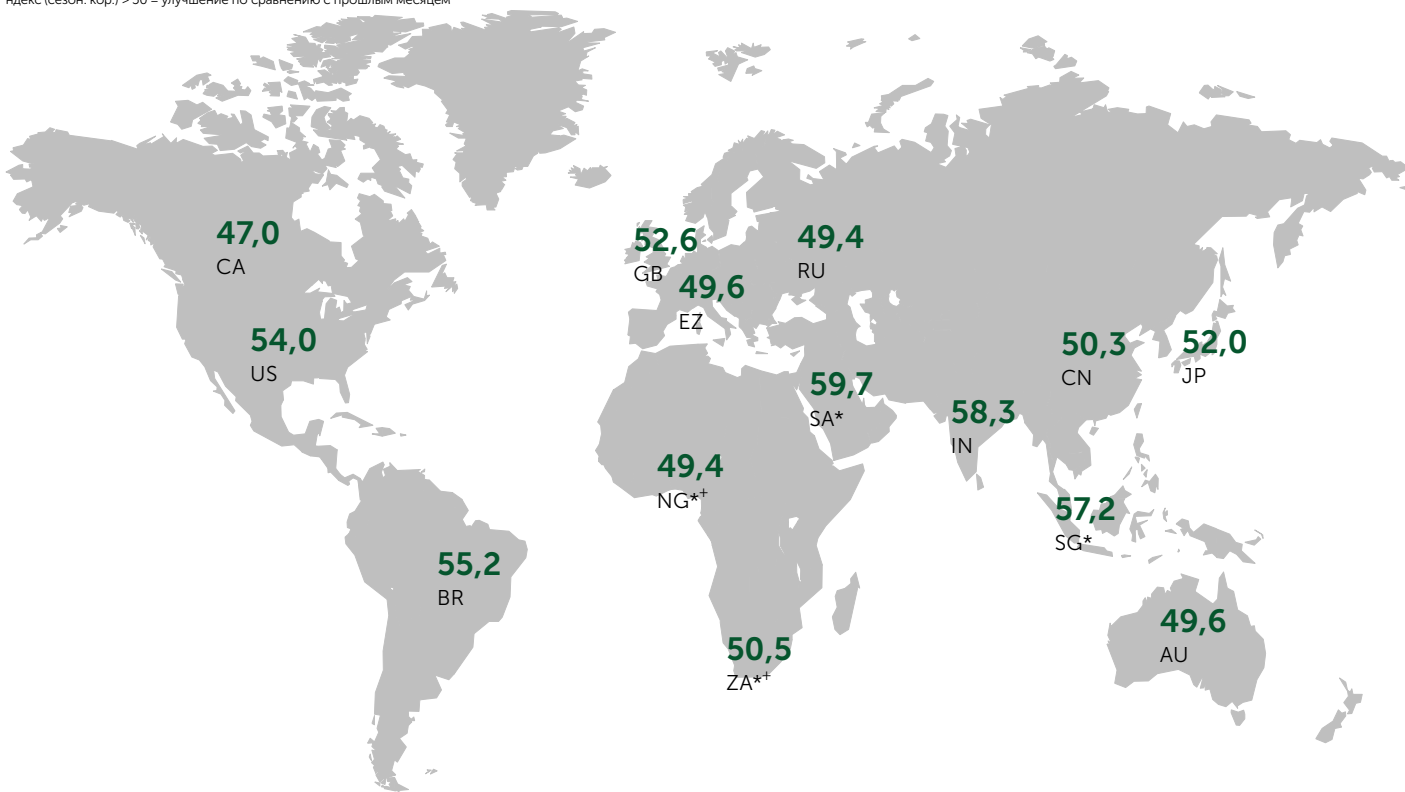 ндекс (сезон. кор.) > 50 = улучшение по сравнению с прошлым месяцем
47,0
CA
52,6
GB
49,4
RU
49,6
EZ
54,0
US
50,3
CN
52,0
JP
59,7
SA*
58,3
IN
49,4
NG*+
57,2
SG*
55,2
BR
49,6
AU
50,5
ZA*+